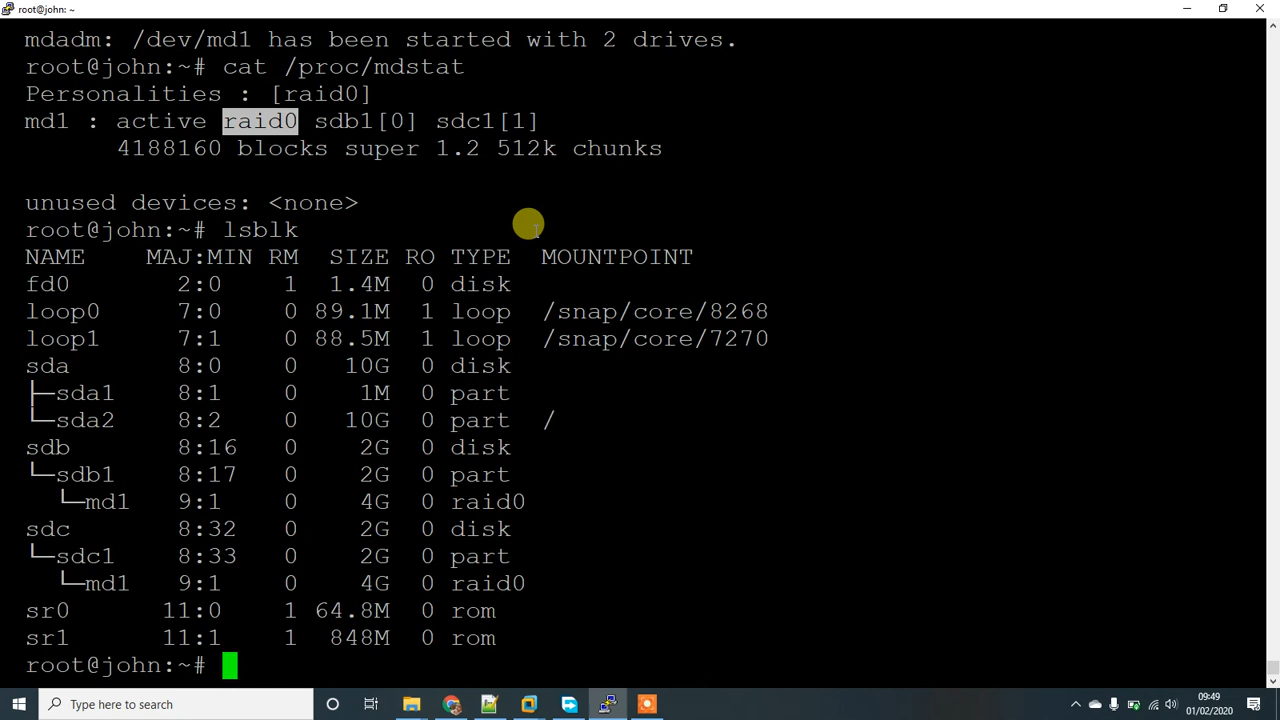 root@john: ~
mdadm: /dev/md1 has been started with 2 drives.
root@john:~# cat /proc/mdstat
Personalities : [raid0]
md1 : active raid0 sdb1[0] sdc1[1]
      4188160 blocks super 1.2 512k chunks
unused devices: <none>
root@john:~# lsblk
NAME    MAJ:MIN RM  SIZE RO TYPE  MOUNTPOINT
fd0       2:0    1  1.4M  0 disk
loop0     7:0    0 89.1M  1 loop  /snap/core/8268
loop1     7:1    0 88.5M  1 loop  /snap/core/7270
sda       8:0    0   10G  0 disk
├─sda1    8:1    0    1M  0 part
└─sda2    8:2    0   10G  0 part  /
sdb       8:16   0    2G  0 disk
└─sdb1    8:17   0    2G  0 part
  └─md1   9:1    0    4G  0 raid0
sdc       8:32   0    2G  0 disk
└─sdc1    8:33   0    2G  0 part
  └─md1   9:1    0    4G  0 raid0
sr0      11:0    1 64.8M  0 rom
sr1      11:1    1  848M  0 rom
root@john:~#
Type here to search
09:49
01/02/2020